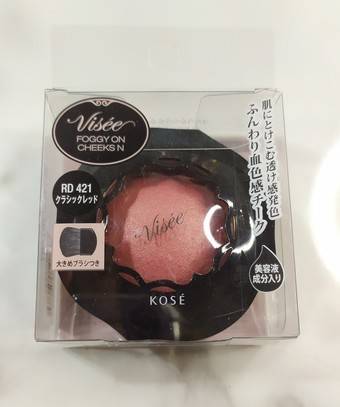 Visée
FOGGY ON
CHEEKS N
RD 421
クラシックレッド
大きめブラシつき
肌にとけこむ透け感発色
ふんわり血色感チーク
美容液
成分入り
Visée
KOSÉ